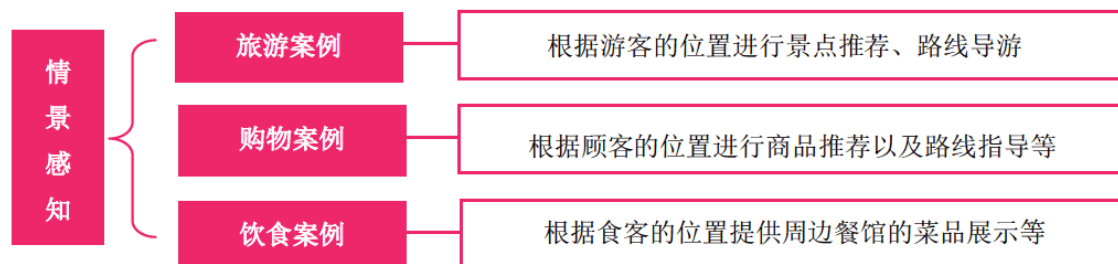 情景感知
旅游案例
根据游客的位置进行景点推荐、路线导游
购物案例
根据顾客的位置进行商品推荐以及路线指导等
饮食案例
根据食客的位置提供周边餐馆的菜品展示等